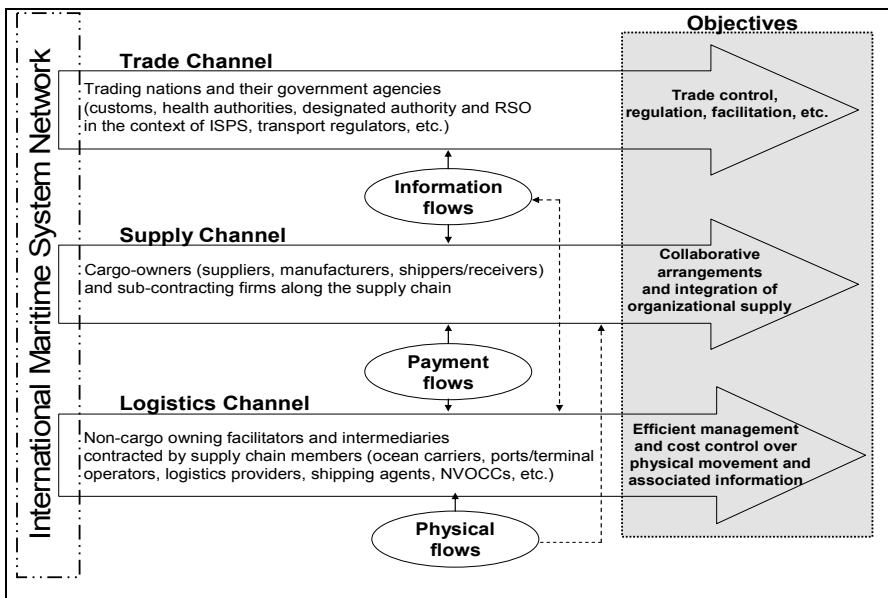 Objectives
International Maritime System Network
Trade Channel
Trading nations and their government agencies
(customs, health authorities, designated authority and RSO
in the context of ISPS, transport regulators, etc.)
Trade control,
regulation, facilitation, etc.
Information
flows
Supply Channel
Cargo-owners (suppliers, manufacturers, shippers/receivers)
and sub-contracting firms along the supply chain
Collaborative
arrangements
and integration of
organizational supply
Payment
flows
Logistics Channel
Non-cargo owning facilitators and intermediaries
contracted by supply chain members (ocean carriers, ports/terminal
operators, logistics providers, shipping agents, NVOCCs, etc.)
Efficient management
and cost control over
physical movement and
associated information
Physical
flows